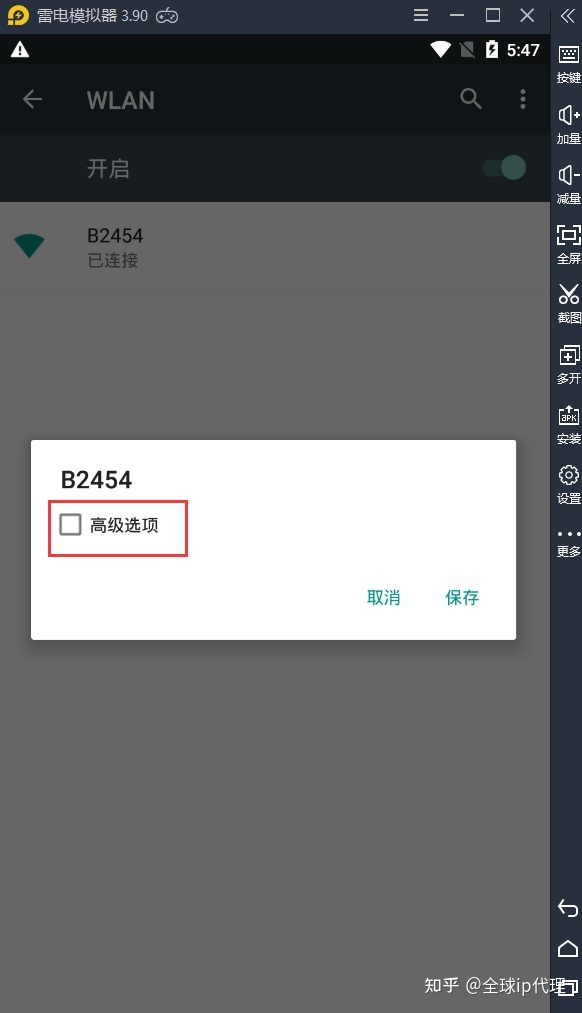 雷电模拟器 3.90
5:47
WLAN
开启
B2454
已连接
B2454
高级选项
取消
保存
按键
加量
减量
全屏
截图
多开
APK
安装
设置
更多
知乎 @全球ip代理